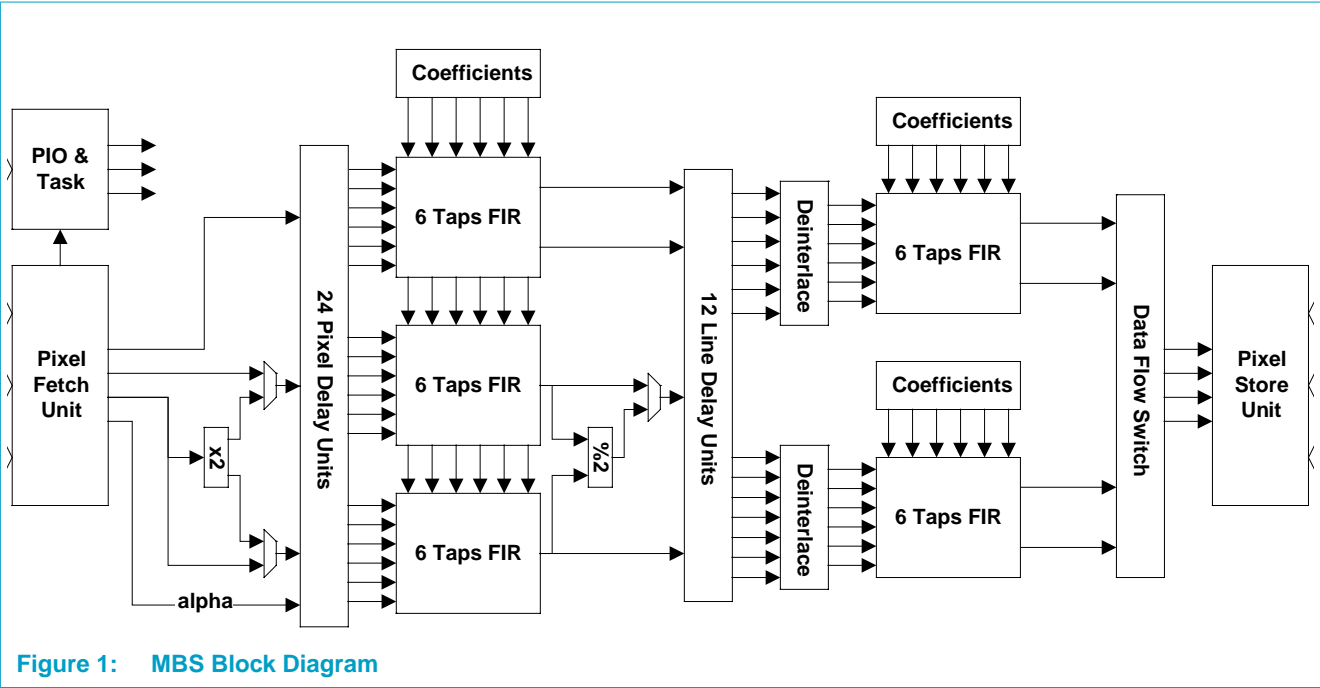 Coefficients
PIO &
Task
6 Taps FIR
Pixel
Fetch
Unit
x2
alpha
24 Pixel Delay Units
6 Taps FIR
6 Taps FIR
%2
12 Line Delay Units
Deinterlace
Deinterlace
Coefficients
6 Taps FIR
Coefficients
6 Taps FIR
Data Flow Switch
Pixel
Store
Unit
Figure 1: MBS Block Diagram